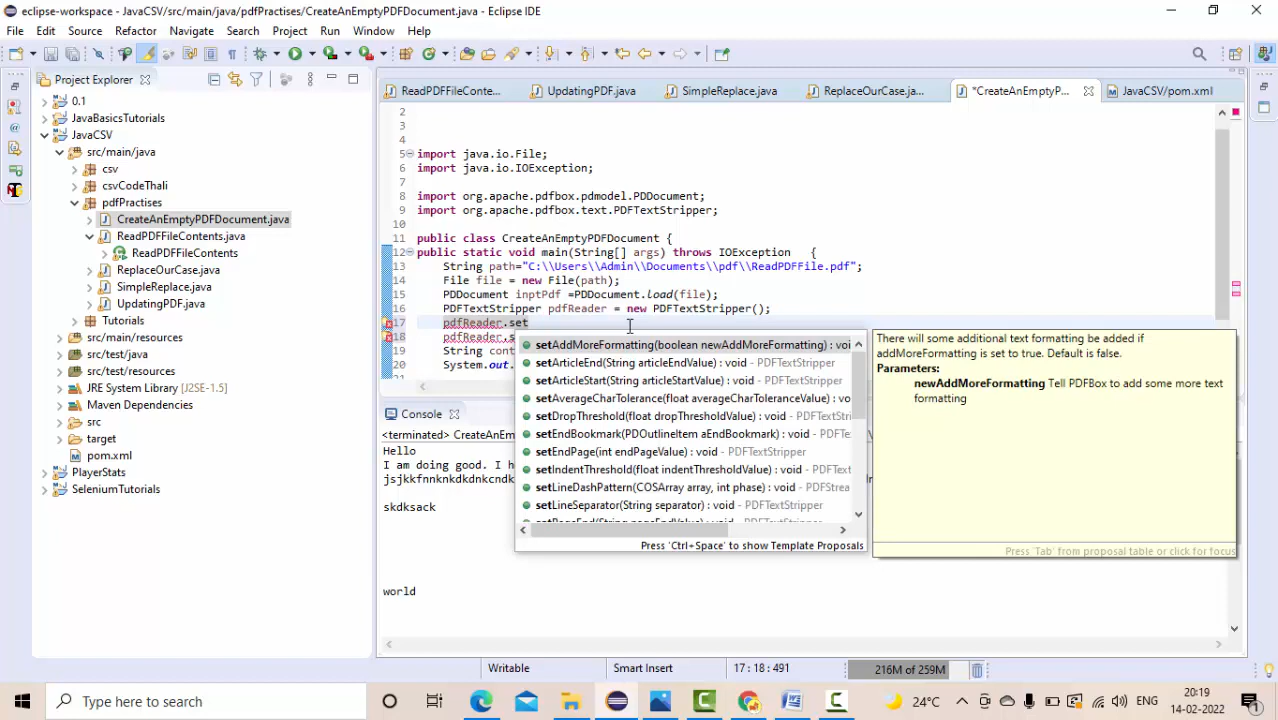 eclipse-workspace - JavaCSV/src/main/java/pdfPractises/CreateAnEmptyPDFDocument.java - Eclipse IDE
File Edit Source Refactor Navigate Search Project Run Window Help
Project Explorer
ReadPDFFileConte...
UpdatingPDF.java
SimpleReplace.java
ReplaceOurCase.ja...
*CreateAnEmptyP...
JavaCSV/pom.xml
0.1
JavaBasicsTutorials
JavaCSV
src/main/java
csv
csvCodeThali
pdfPractises
CreateAnEmptyPDFDocument.java
ReadPDFFileContents.java
ReadPDFFileContents
ReplaceOurCase.java
SimpleReplace.java
UpdatingPDF.java
Tutorials
src/main/resources
src/test/java
src/test/resources
JRE System Library [J2SE-1.5]
Maven Dependencies
src
target
pom.xml
PlayerStats
SeleniumTutorials
2
3
4
5 import java.io.File;
6 import java.io.IOException;
7
8 import org.apache.pdfbox.pdmodel.PDDocument;
9 import org.apache.pdfbox.text.PDFTextStripper;
10
11 public class CreateAnEmptyPDFDocument {
12 public static void main(String[] args) throws IOException {
13 String path="C:\\Users\\Admin\\Documents\\pdf\\ReadPDFFile.pdf";
14 File file = new File(path);
15 PDDocument inptPdf =PDDocument.load(file);
16 PDFTextStripper pdfReader = new PDFTextStripper();
17 pdfReader.set
18 pdfReader.s
19 String cont
20 System.out.
setAddMoreFormatting(boolean newAddMoreFormatting) : voi
setArticleEnd(String articleEndValue) : void - PDFTextStripper
setArticleStart(String articleStartValue) : void - PDFTextStripper
setAverageCharTolerance(float averageCharToleranceValue) : void
setDropThreshold(float dropThresholdValue) : void - PDFTextStri
setEndBookmark(PDOutlineItem aEndBookmark) : void - PDFTe
setEndPage(int endPageValue) : void - PDFTextStripper
setIndentThreshold(float indentThresholdValue) : void - PDFText
setLineDashPattern(COSArray array, int phase) : void - PDFStrea
setLineSeparator(String separator) : void - PDFTextStripper
Press 'Ctrl+Space' to show Template Proposals
There will some additional text formatting be added if
addMoreFormatting is set to true. Default is false.
Parameters:
newAddMoreFormatting Tell PDFBox to add some more text
formatting
Press 'Tab' from proposal table or click for focus
Console
<terminated> CreateAnEm
Hello
I am doing good. I h
jsjkkfnnknkdkdnkcndk
skdksack
world
Writable
Smart Insert
17 : 18 : 491
216M of 259M
Type here to search
24°C
ENG
20:19
14-02-2022
1